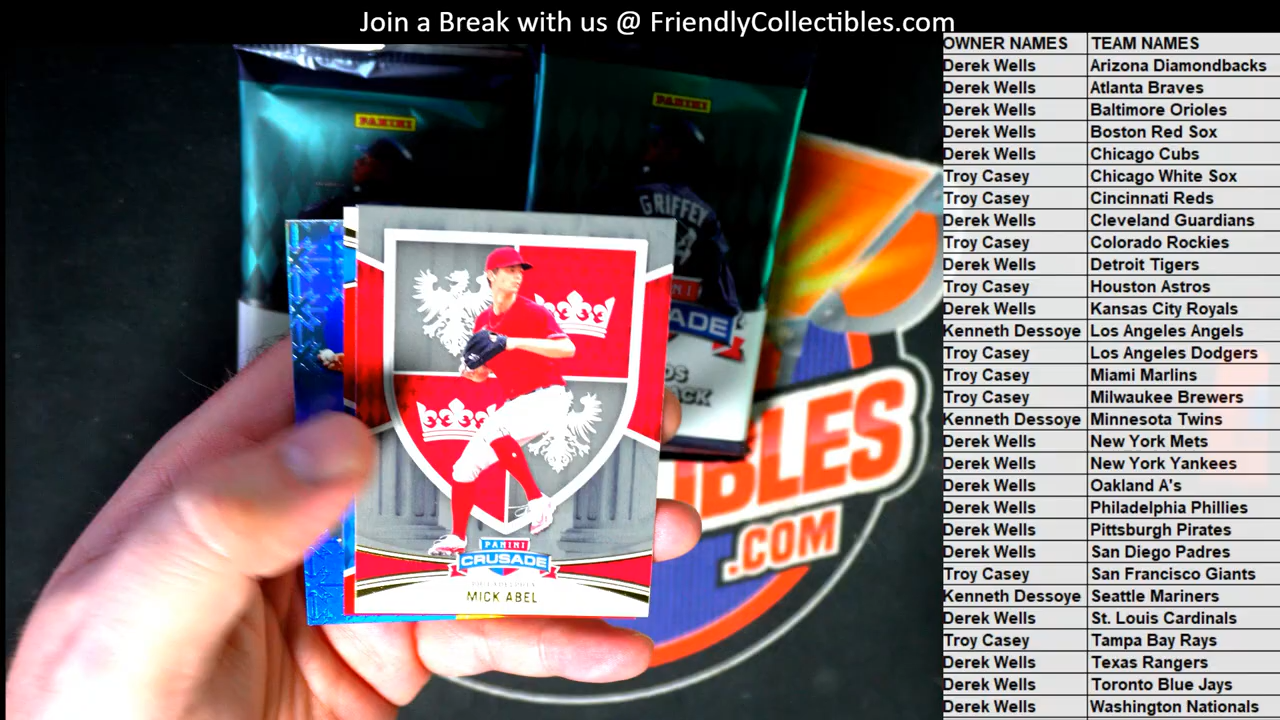 Join a Break with us @ FriendlyCollectibles.com
OWNER NAMES TEAM NAMES
Derek Wells Arizona Diamondbacks
Derek Wells Atlanta Braves
Derek Wells Baltimore Orioles
Derek Wells Boston Red Sox
Derek Wells Chicago Cubs
Troy Casey Chicago White Sox
Troy Casey Cincinnati Reds
Derek Wells Cleveland Guardians
Troy Casey Colorado Rockies
Derek Wells Detroit Tigers
Troy Casey Houston Astros
Derek Wells Kansas City Royals
Kenneth Dessoye Los Angeles Angels
Troy Casey Los Angeles Dodgers
Troy Casey Miami Marlins
Troy Casey Milwaukee Brewers
Kenneth Dessoye Minnesota Twins
Derek Wells New York Mets
Derek Wells New York Yankees
Derek Wells Oakland A's
Derek Wells Philadelphia Phillies
Derek Wells Pittsburgh Pirates
Derek Wells San Diego Padres
Troy Casey San Francisco Giants
Kenneth Dessoye Seattle Mariners
Derek Wells St. Louis Cardinals
Troy Casey Tampa Bay Rays
Derek Wells Texas Rangers
Derek Wells Toronto Blue Jays
Derek Wells Washington Nationals
PANINI
PANINI
GRIFFEY
ADE
IBLES
.COM
PANINI
CRUSADE
MICK ABEL